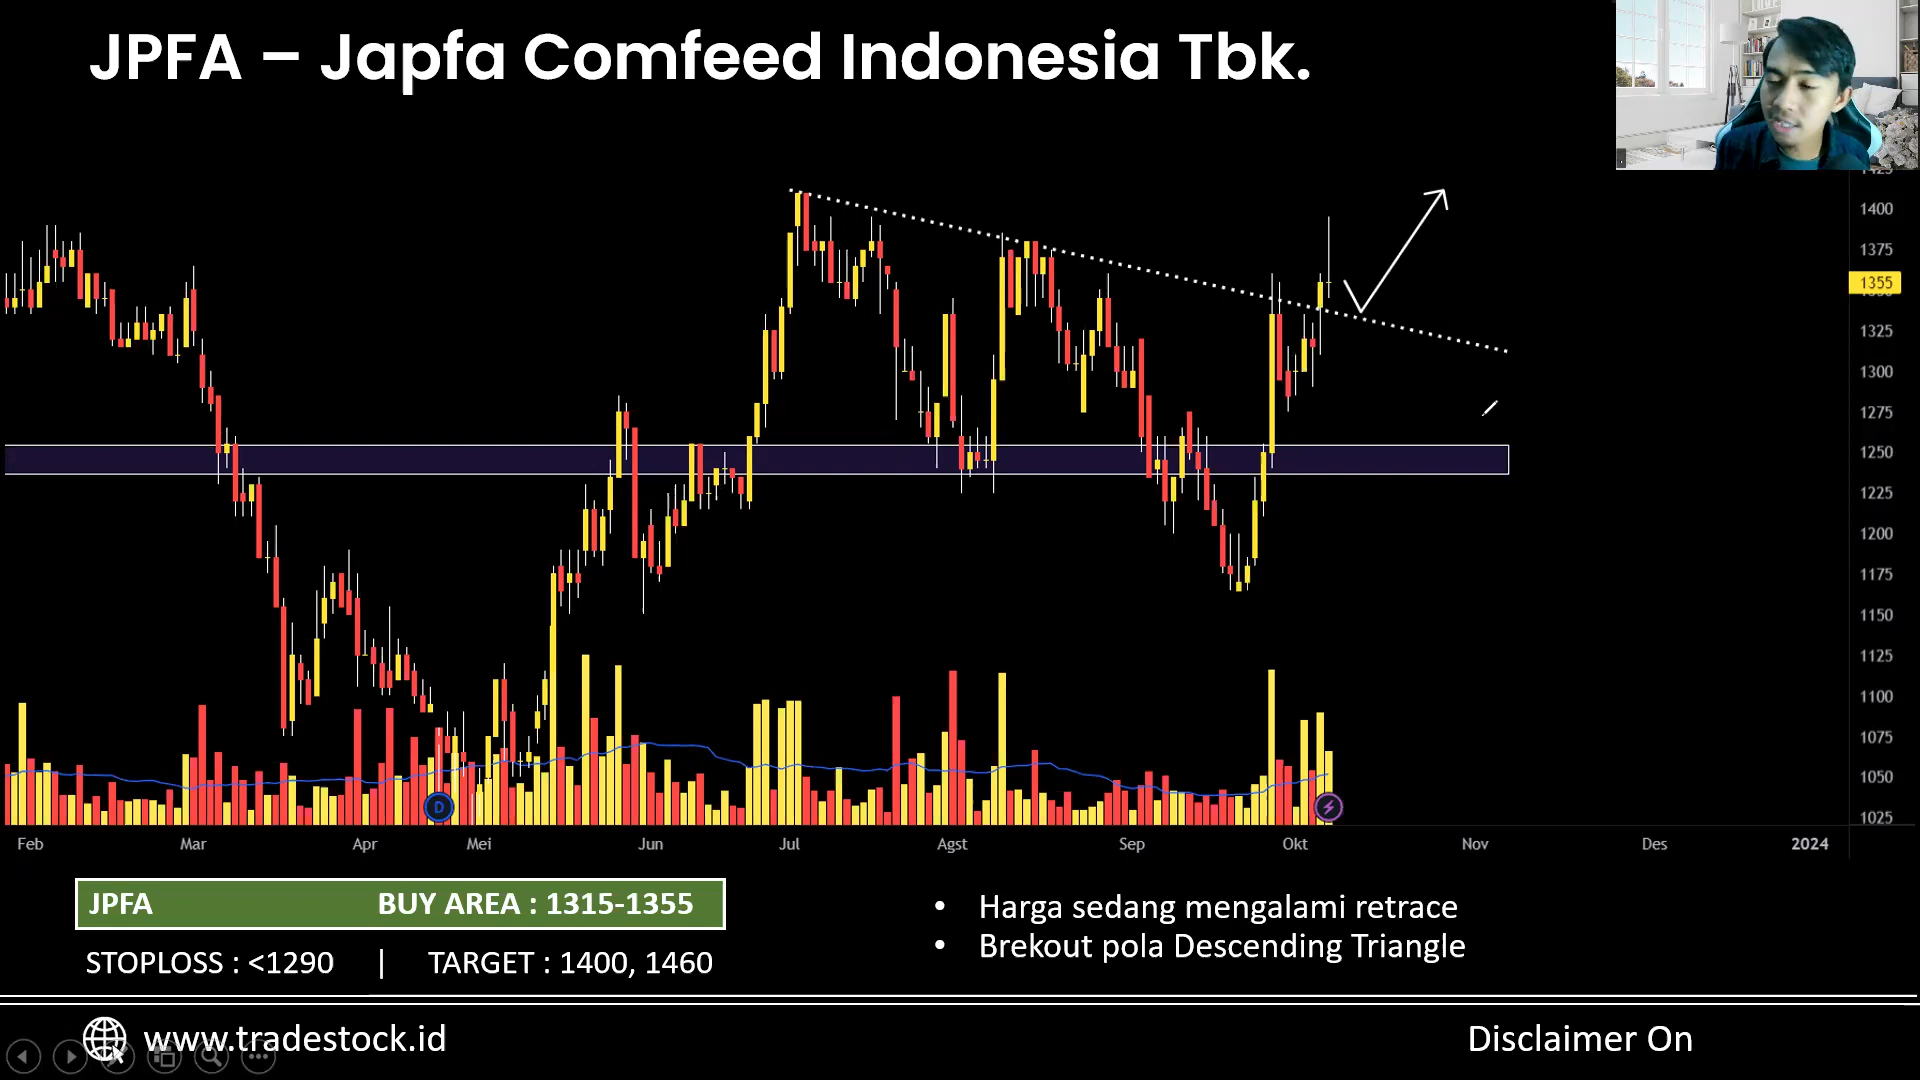 JPFA – Japfa Comfeed Indonesia Tbk.
1425
1400
1375
1355
1325
1300
1275
1250
1225
1200
1175
1150
1125
1100
1075
1050
1025
D
Feb Mar Apr Mei Jun Jul Agst Sep Okt Nov Des 2024
JPFA BUY AREA : 1315-1355
STOPLOSS : <1290 | TARGET : 1400, 1460
• Harga sedang mengalami retrace
• Brekout pola Descending Triangle
www.tradestock.id
Disclaimer On